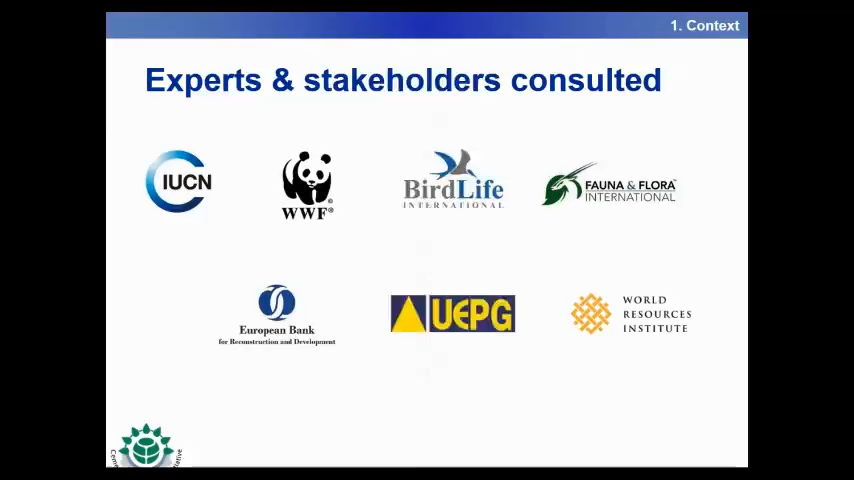 1. Context
Experts & stakeholders consulted
IUCN
WWF®
BirdLife
INTERNATIONAL
FAUNA & FLORA™
INTERNATIONAL
European Bank
for Reconstruction and Development
UEPG
WORLD
RESOURCES
INSTITUTE